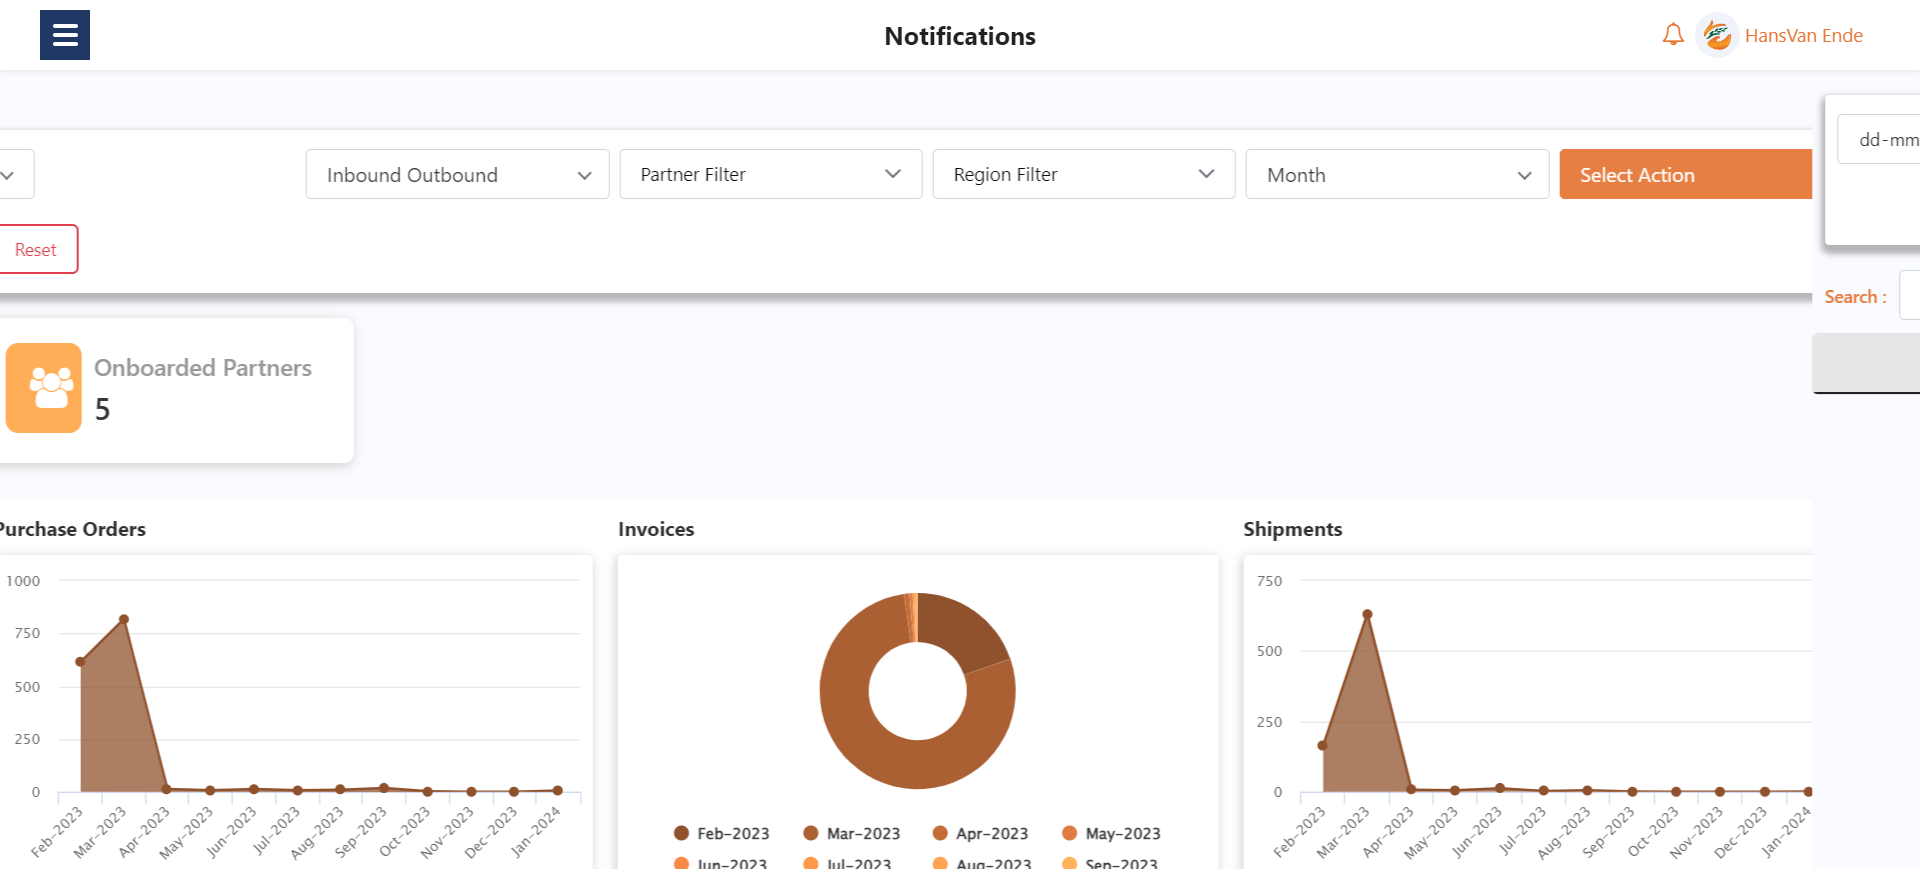 Notifications
HansVan Ende
dd-mm
Inbound Outbound
Partner Filter
Region Filter
Month
Select Action
Reset
Search :
Onboarded Partners
5
Purchase Orders
1000
750
500
250
0
Feb-2023
Mar-2023
Apr-2023
May-2023
Jun-2023
Jul-2023
Aug-2023
Sep-2023
Oct-2023
Nov-2023
Dec-2023
Jan-2024
Invoices
Feb-2023
Mar-2023
Apr-2023
May-2023
Jun-2023
Jul-2023
Aug-2023
Sep-2023
Shipments
750
500
250
0
Feb-2023
Mar-2023
Apr-2023
May-2023
Jun-2023
Jul-2023
Aug-2023
Sep-2023
Oct-2023
Nov-2023
Dec-2023
Jan-2024